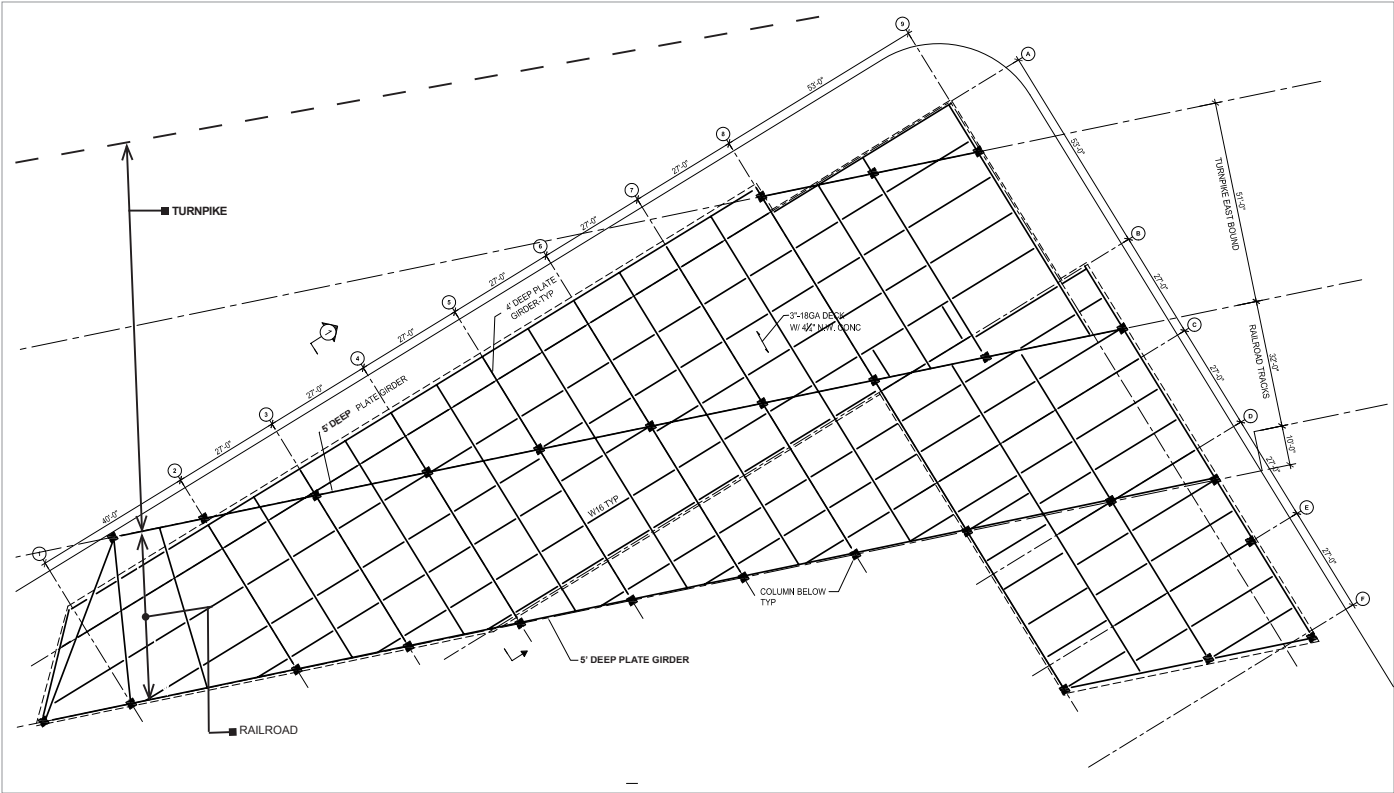 9
A
53'-0"
8
53'-0"
27'-0"
7
TURNPIKE EAST BOUND
51'-0"
27'-0"
TURNPIKE
B
6
27'-0"
27'-0"
4' DEEP PLATE
GIRDER-TYP
5
27'-0"
3"-18GA DECK
W/ 4½" N.W. CONC
C
1
4
RAILROAD TRACKS
32'-0"
27'-0"
27'-0"
5' DEEP PLATE GIRDER
3
D
27'-0"
10'-0"
27'-0"
2
W16 TYP
E
40'-0"
1
27'-0"
COLUMN BELOW
TYP
F
5' DEEP PLATE GIRDER
RAILROAD